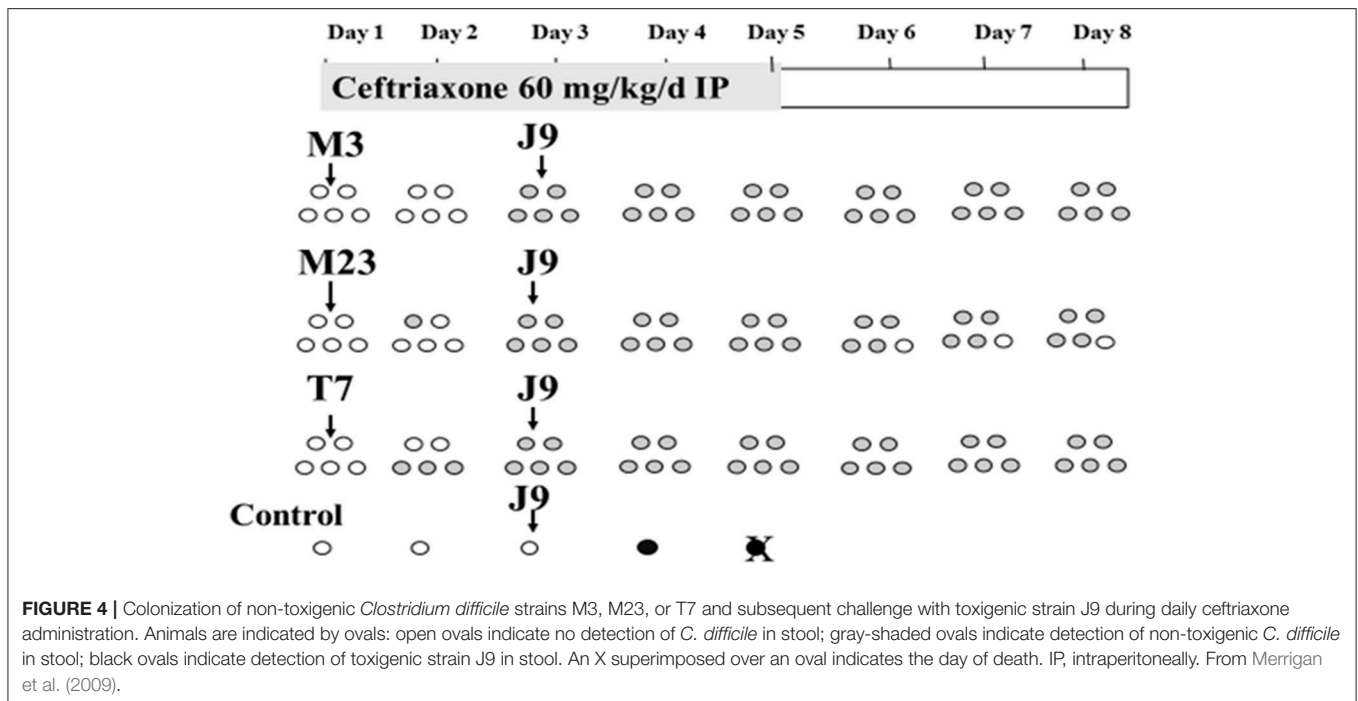 Day 1 Day 2 Day 3 Day 4 Day 5 Day 6 Day 7 Day 8
Ceftriaxone 60 mg/kg/d IP
M3 J9
M23 J9
T7 J9
J9
Control
X
FIGURE 4 | Colonization of non-toxigenic Clostridium difficile strains M3, M23, or T7 and subsequent challenge with toxigenic strain J9 during daily ceftriaxone
administration. Animals are indicated by ovals: open ovals indicate no detection of C. difficile in stool; gray-shaded ovals indicate detection of non-toxigenic C. difficile
in stool; black ovals indicate detection of toxigenic strain J9 in stool. An X superimposed over an oval indicates the day of death. IP, intraperitoneally. From Merrigan
et al. (2009).